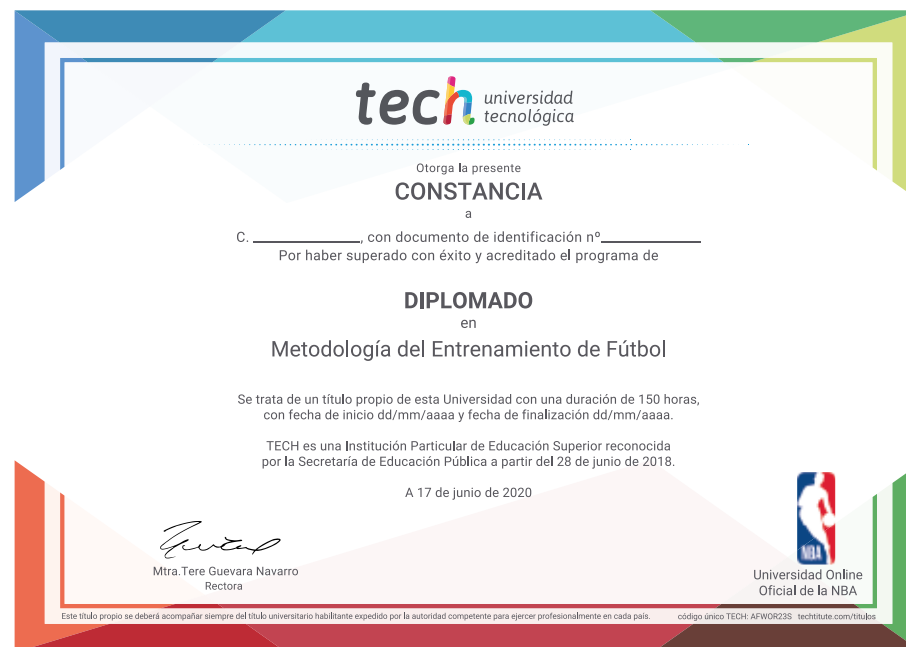 tech universidad
tecnológica
Otorga la presente
CONSTANCIA
a
C. ____________, con documento de identificación nº____________
Por haber superado con éxito y acreditado el programa de
DIPLOMADO
en
Metodología del Entrenamiento de Fútbol
Se trata de un título propio de esta Universidad con una duración de 150 horas,
con fecha de inicio dd/mm/aaaa y fecha de finalización dd/mm/aaaa.
TECH es una Institución Particular de Educación Superior reconocida
por la Secretaría de Educación Pública a partir del 28 de junio de 2018.
A 17 de junio de 2020
Mtra.Tere Guevara Navarro
Rectora
NBA
Universidad Online
Oficial de la NBA
Este título propio se deberá acompañar siempre del título universitario habilitante expedido por la autoridad competente para ejercer profesionalmente en cada país. código único TECH: AFWOR23S techtitute.com/titulos